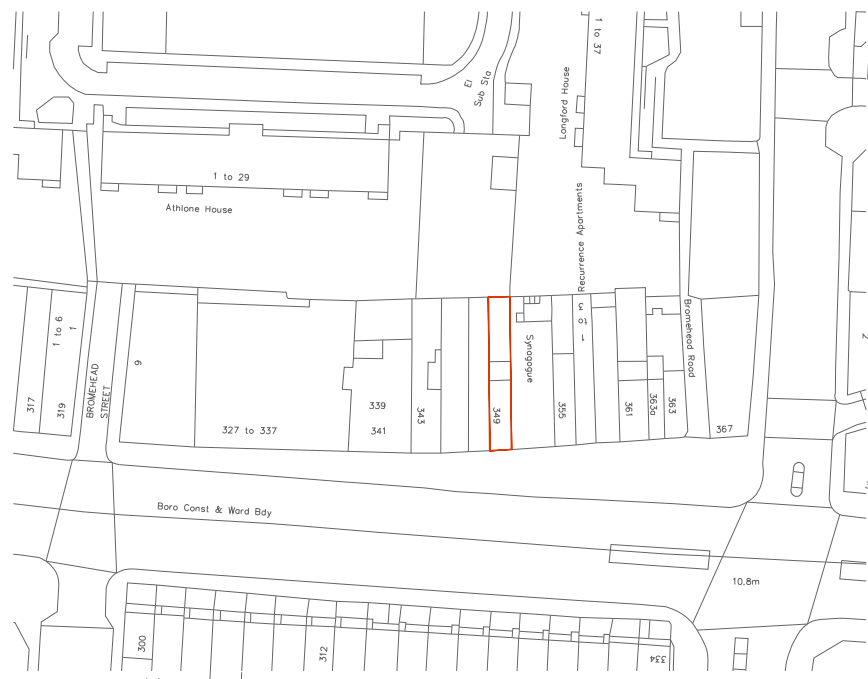 El
Sub Sta
1 to 37
Longford House
1 to 29
Athlone House
Recurrence Apartments
1 to 3
Bromehead Road
1 to 6
1
317
319
BROMEHEAD
STREET
9
327 to 337
339
341
343
349
Synagogue
355
361
363a
363
367
2
Boro Const & Ward Bdy
10.8m
300
312
334